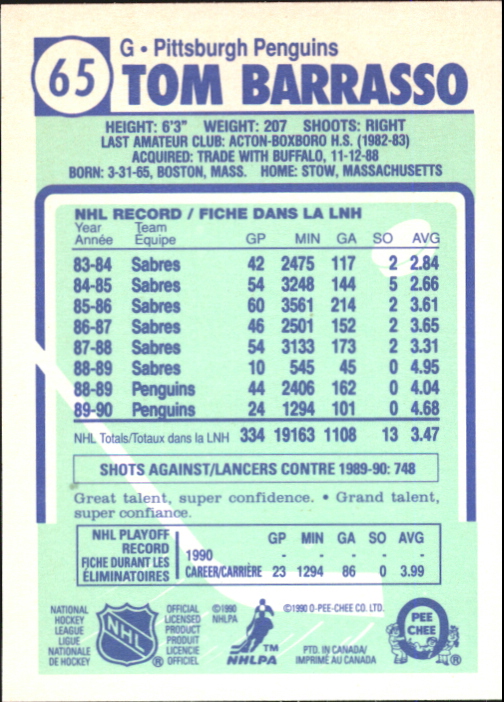 65
G • Pittsburgh Penguins
TOM BARRASSO
HEIGHT: 6'3" WEIGHT: 207 SHOOTS: RIGHT
LAST AMATEUR CLUB: ACTON-BOXBORO H.S. (1982-83)
ACQUIRED: TRADE WITH BUFFALO, 11-12-88
BORN: 3-31-65, BOSTON, MASS. HOME: STOW, MASSACHUSETTS
NHL RECORD / FICHE DANS LA LNH
Year Team
Année Équipe GP MIN GA SO AVG
83-84 Sabres 42 2475 117 2 2.84
84-85 Sabres 54 3248 144 5 2.66
85-86 Sabres 60 3561 214 2 3.61
86-87 Sabres 46 2501 152 2 3.65
87-88 Sabres 54 3133 173 2 3.31
88-89 Sabres 10 545 45 0 4.95
88-89 Penguins 44 2406 162 0 4.04
89-90 Penguins 24 1294 101 0 4.68
NHL Totals/Totaux dans la LNH 334 19163 1108 13 3.47
SHOTS AGAINST/LANCERS CONTRE 1989-90: 748
Great talent, super confidence. • Grand talent,
super confiance.
NHL PLAYOFF
RECORD
FICHE DURANT LES
ÉLIMINATOIRES
GP MIN GA SO AVG
1990 - - - - -
CAREER/CARRIÈRE 23 1294 86 0 3.99
NATIONAL
HOCKEY
LEAGUE
LIGUE
NATIONALE
DE HOCKEY
NHL
®
OFFICIAL
LICENSED
PRODUCT
PRODUIT
LICENCIE
OFFICIEL
©1990
NHLPA
TM
NHLPA
©1990 O-PEE-CHEE CO. LTD.
PTD. IN CANADA/
IMPRIMÉ AU CANADA
PEE
CHEE
®